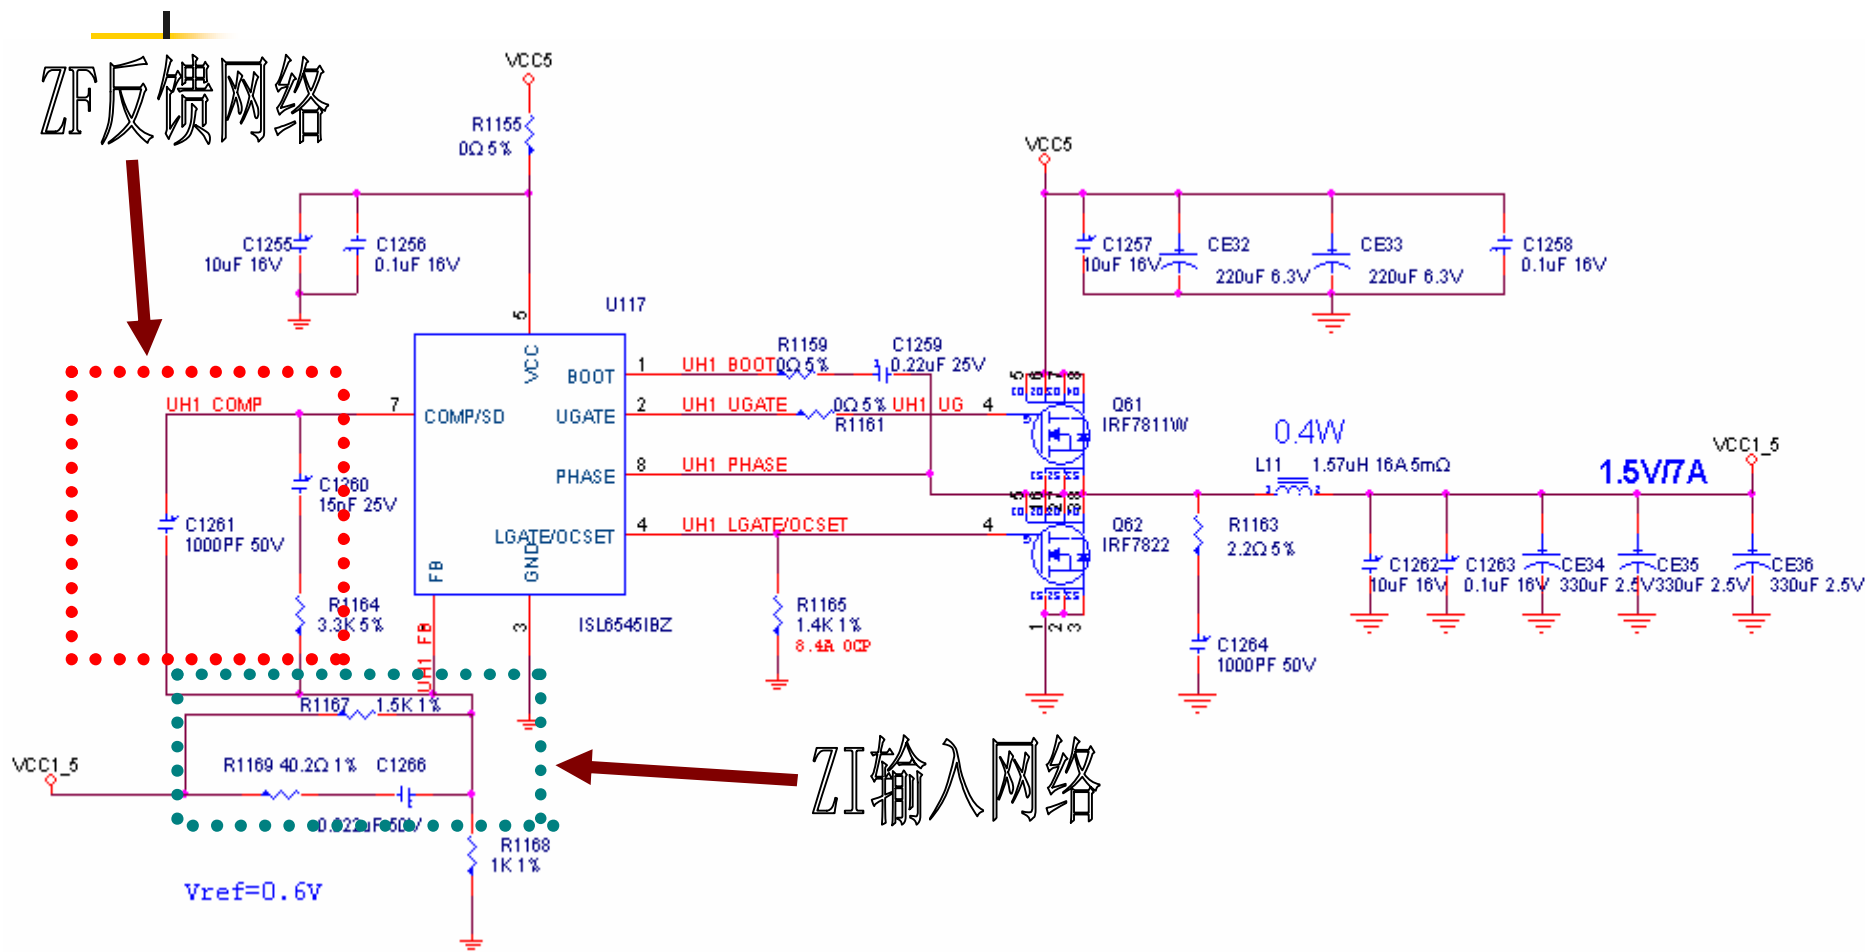 ZF反馈网络
VCC5
R1155
0Ω 5%
VCC5
C1255
10uF 16V
C1256
0.1uF 16V
C1257
10uF 16V
CE32
220uF 6.3V
CE33
220uF 6.3V
C1258
0.1uF 16V
U117
5
VCC
BOOT
1
UH1_BOOT
R1159
0Ω 5%
C1259
0.22uF 25V
UH1_COMP
7
COMP/SD
UGATE
2
UH1_UGATE
0Ω 5%
R1161
UH1_UG
4
5 6 7 8
Q61
IRF7811W
PHASE
8
UH1_PHASE
0.4W
L11
1.57uH 16A 5mΩ
1.5V/7A
VCC1_5
C1260
15nF 25V
C1261
1000PF 50V
LGATE/OCSET
4
UH1_LGATE/OCSET
4
Q62
IRF7822
R1163
2.2Ω 5%
C1262
10uF 16V
C1263
0.1uF 16V
CE34
330uF 2.5V
CE35
330uF 2.5V
CE36
330uF 2.5V
FB
GND
R1164
3.3K 5%
UH1_FB
3
ISL6545IBZ
R1165
1.4K 1%
8.4A OCP
1 2 3
C1264
1000PF 50V
R1167
1.5K 1%
VCC1_5
R1169 40.2Ω 1%
C1266
0.022uF 50V
ZI输入网络
R1168
1K 1%
Vref=0.6V